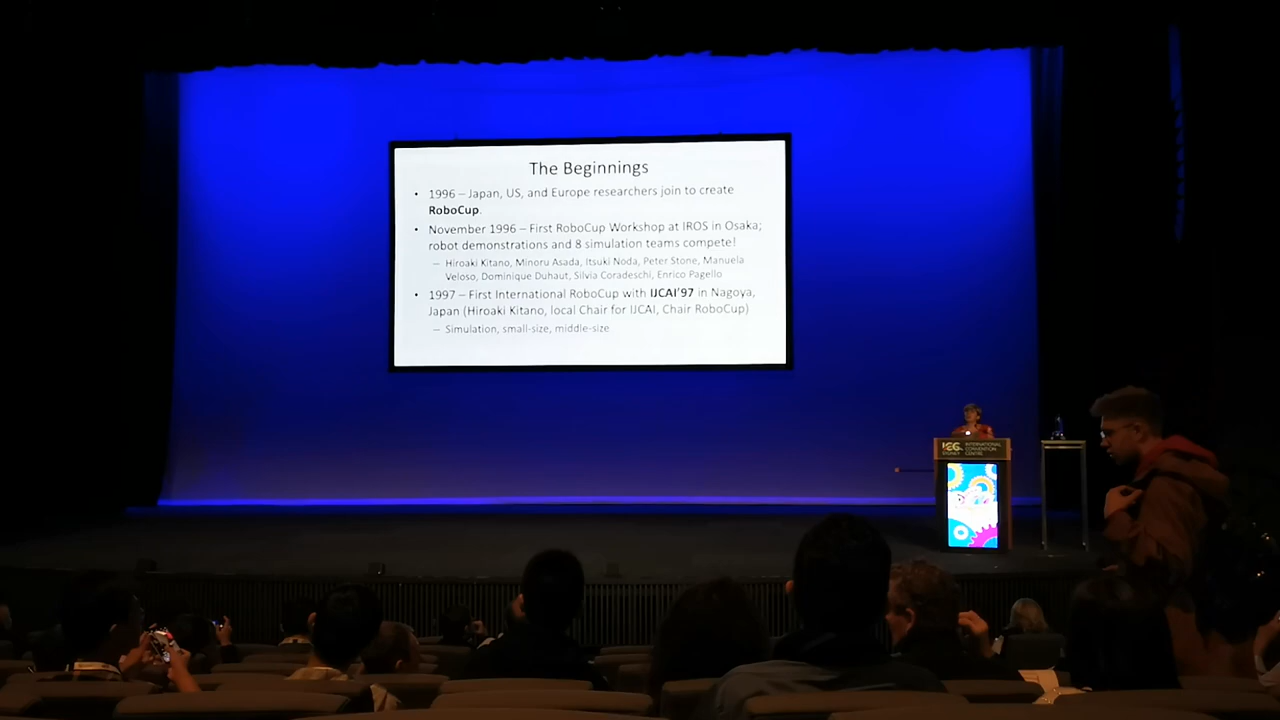 The Beginnings
• 1996 – Japan, US, and Europe researchers join to create
RoboCup.
• November 1996 – First RoboCup Workshop at IROS in Osaka;
robot demonstrations and 8 simulation teams compete!
– Hiroaki Kitano, Minoru Asada, Itsuki Noda, Peter Stone, Manuela
Veloso, Dominique Duhaut, Silvia Coradeschi, Enrico Pagello
• 1997 – First International RoboCup with IJCAI'97 in Nagoya,
Japan (Hiroaki Kitano, local Chair for IJCAI, Chair RoboCup)
– Simulation, small-size, middle-size
ICC
SYDNEY
INTERNATIONAL
CONVENTION
CENTRE